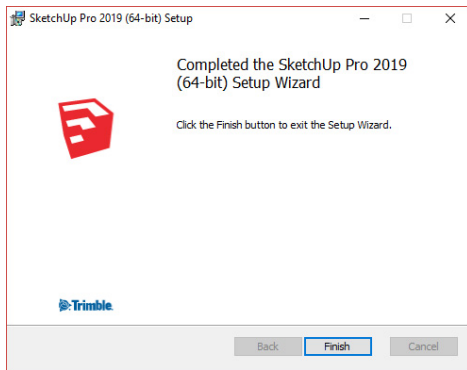 SketchUp Pro 2019 (64-bit) Setup
Completed the SketchUp Pro 2019
(64-bit) Setup Wizard
Click the Finish button to exit the Setup Wizard.
Trimble.
Back Finish Cancel